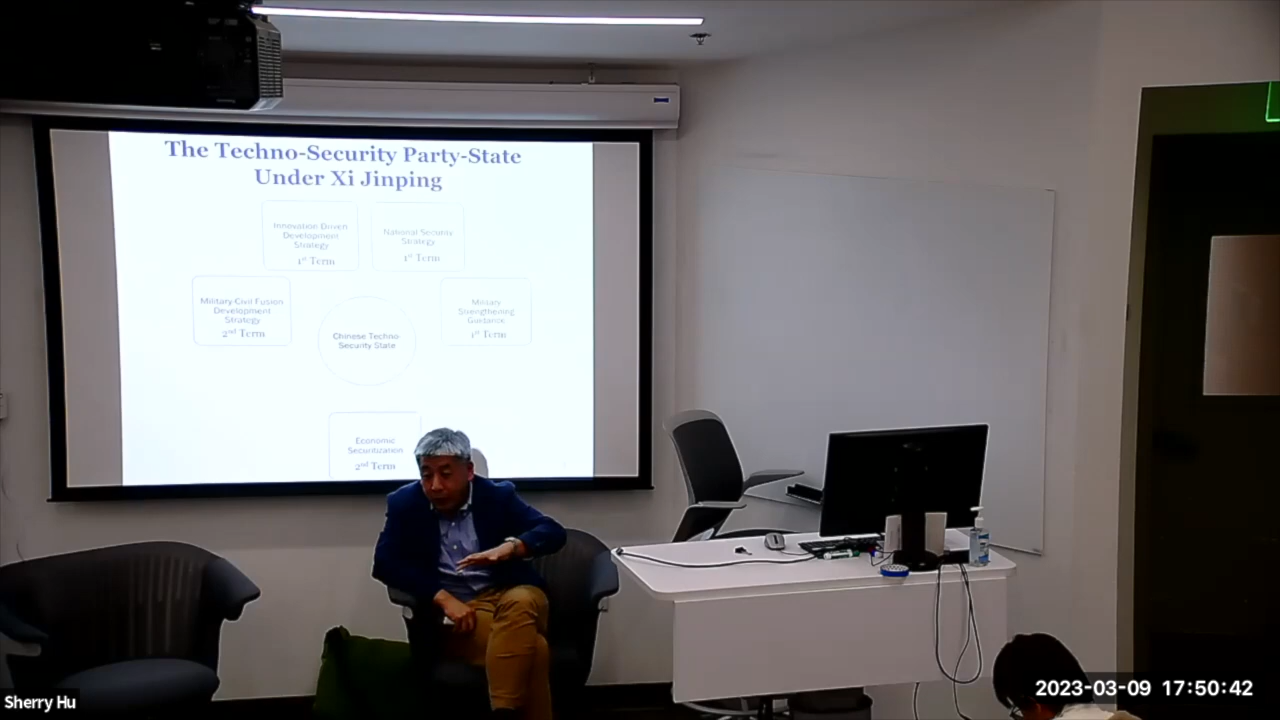 The Techno-Security Party-State
Under Xi Jinping
Innovation Driven
Development
Strategy
1st Term
National Security
Strategy
1st Term
Military Civil Fusion
Development
Strategy
2nd Term
Military
Strengthening
Guidance
1st Term
Chinese Techno-
Security State
Economic
Securitization
2nd Term
Sherry Hu
2023-03-09 17:50:42